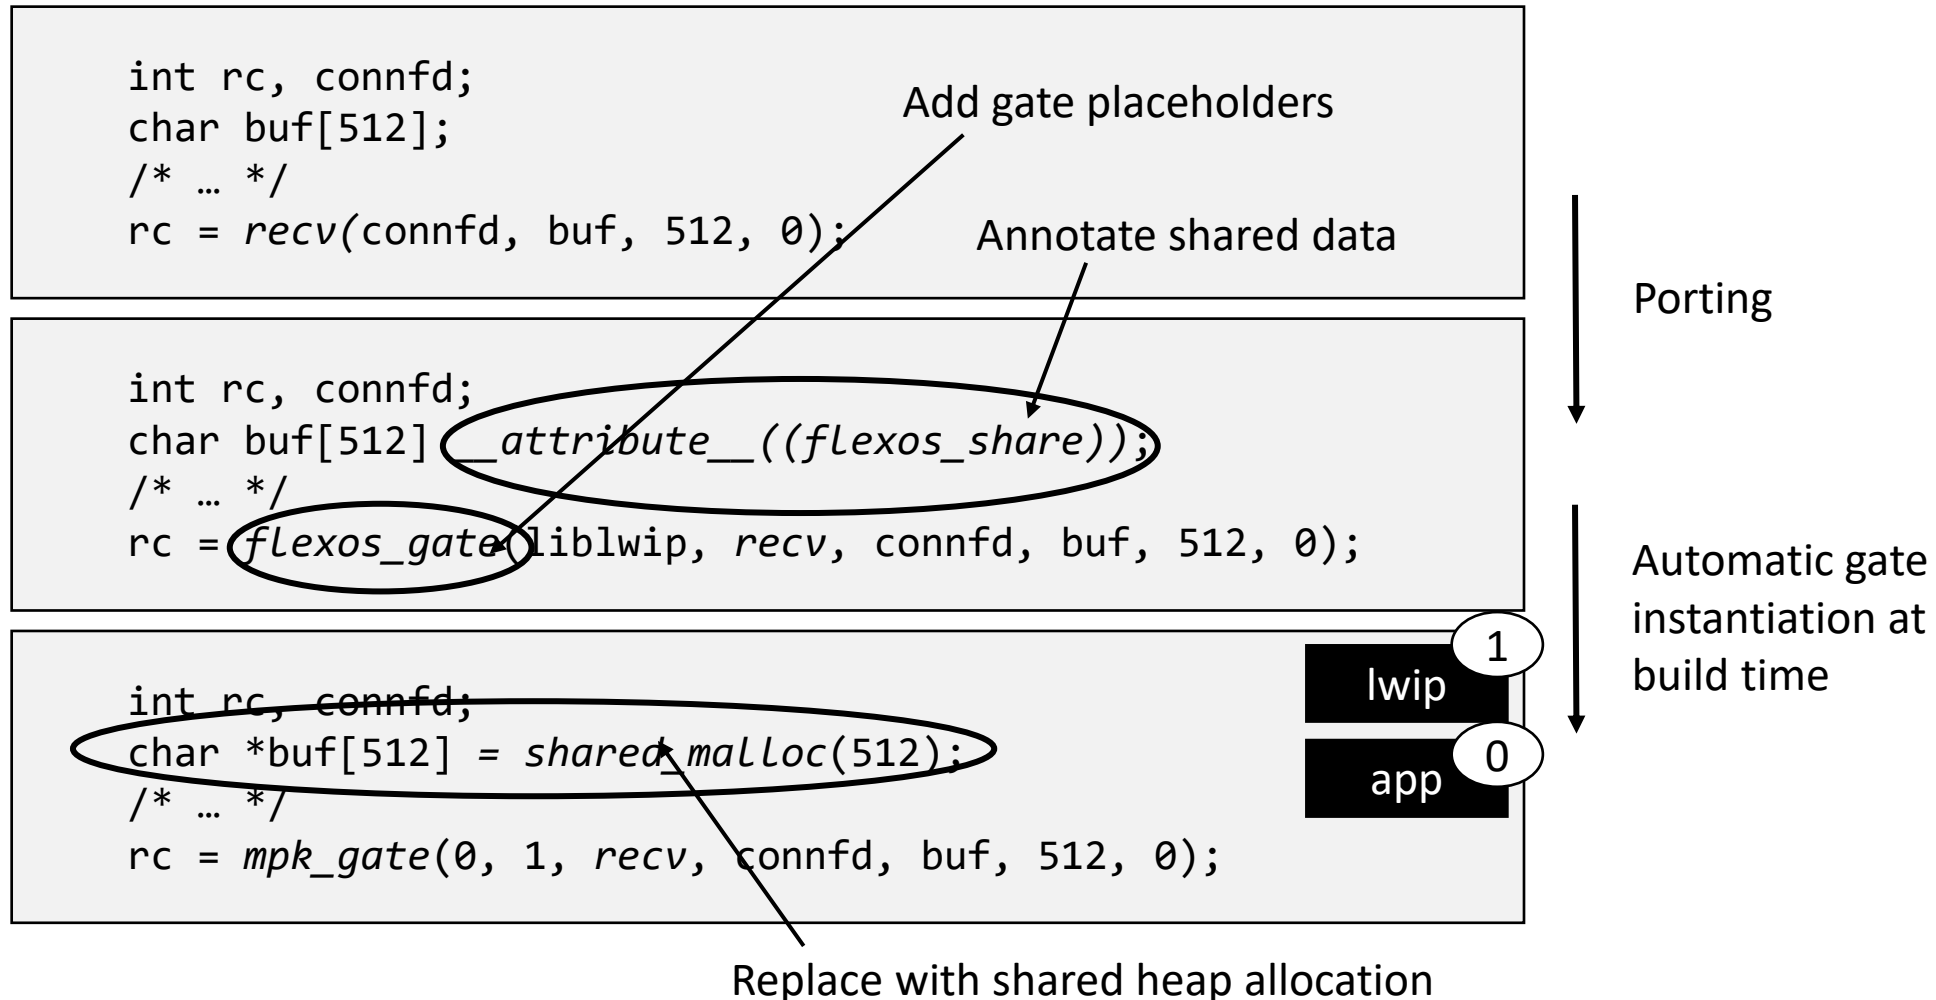 int rc, connfd;
char buf[512];
/* … */
rc = recv(connfd, buf, 512, 0);
Add gate placeholders
Annotate shared data
Porting
int rc, connfd;
char buf[512] __attribute__((flexos_share));
/* … */
rc = flexos_gate(liblwip, recv, connfd, buf, 512, 0);
Automatic gate
instantiation at
build time
int rc, connfd;
char *buf[512] = shared_malloc(512);
/* … */
rc = mpk_gate(0, 1, recv, connfd, buf, 512, 0);
1
lwip
0
app
Replace with shared heap allocation